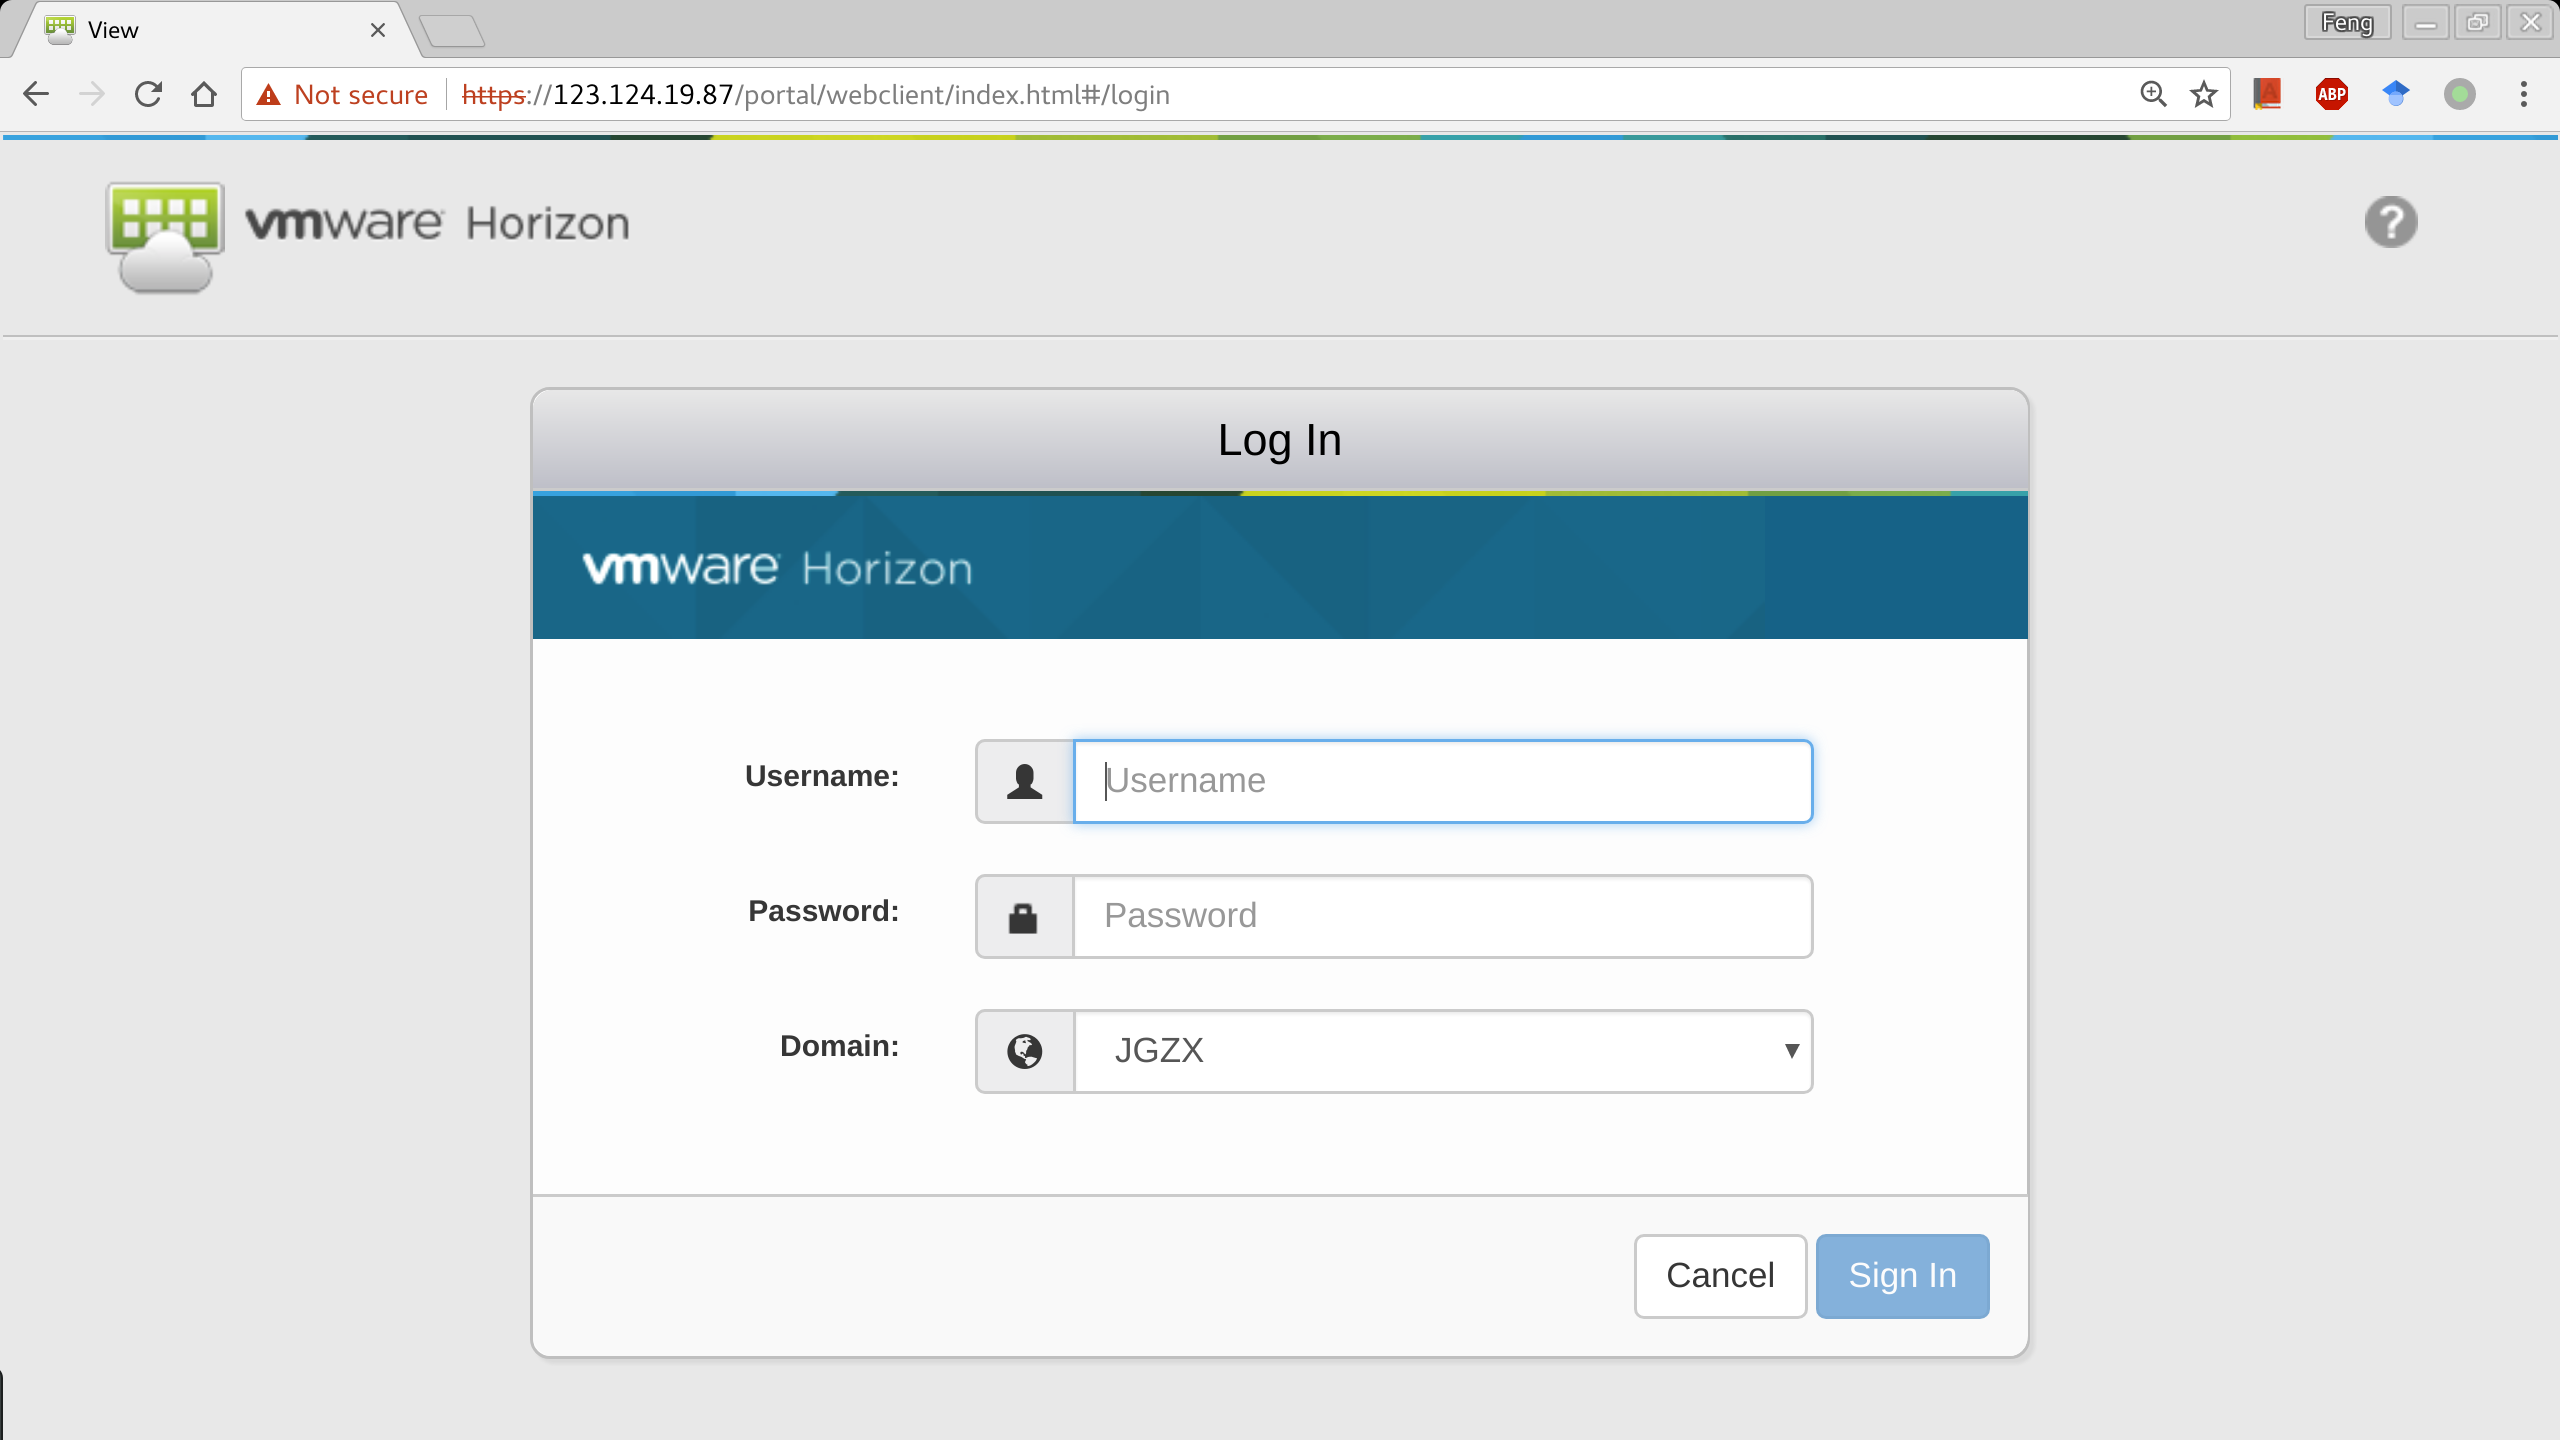 View
Feng
Not secure https://123.124.19.87/portal/webclient/index.html#/login
ABP
vmware Horizon
?
Log In
vmware Horizon
Username: Username
Password: Password
Domain: JGZX
Cancel Sign In